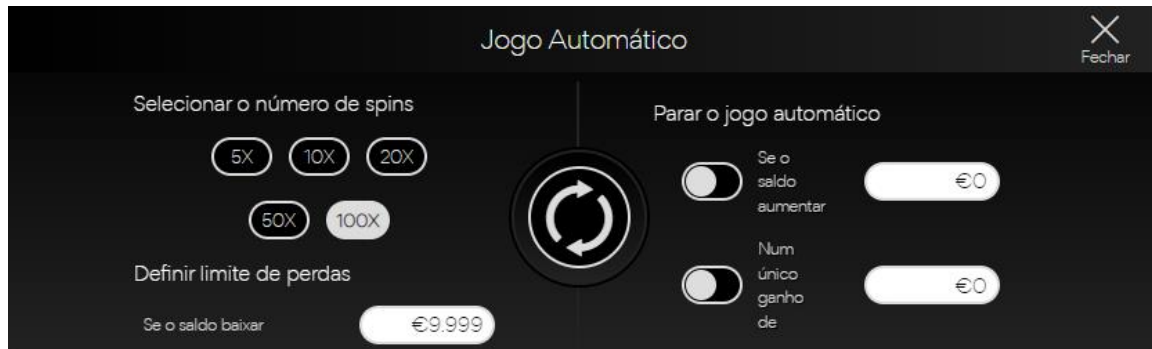 Jogo Automático
Fechar
Selecionar o número de spins
5X 10X 20X
50X 100X
Definir limite de perdas
Se o saldo baixar €9.999
Parar o jogo automático
Se o
saldo
aumentar
€0
Num
único
ganho
de
€0